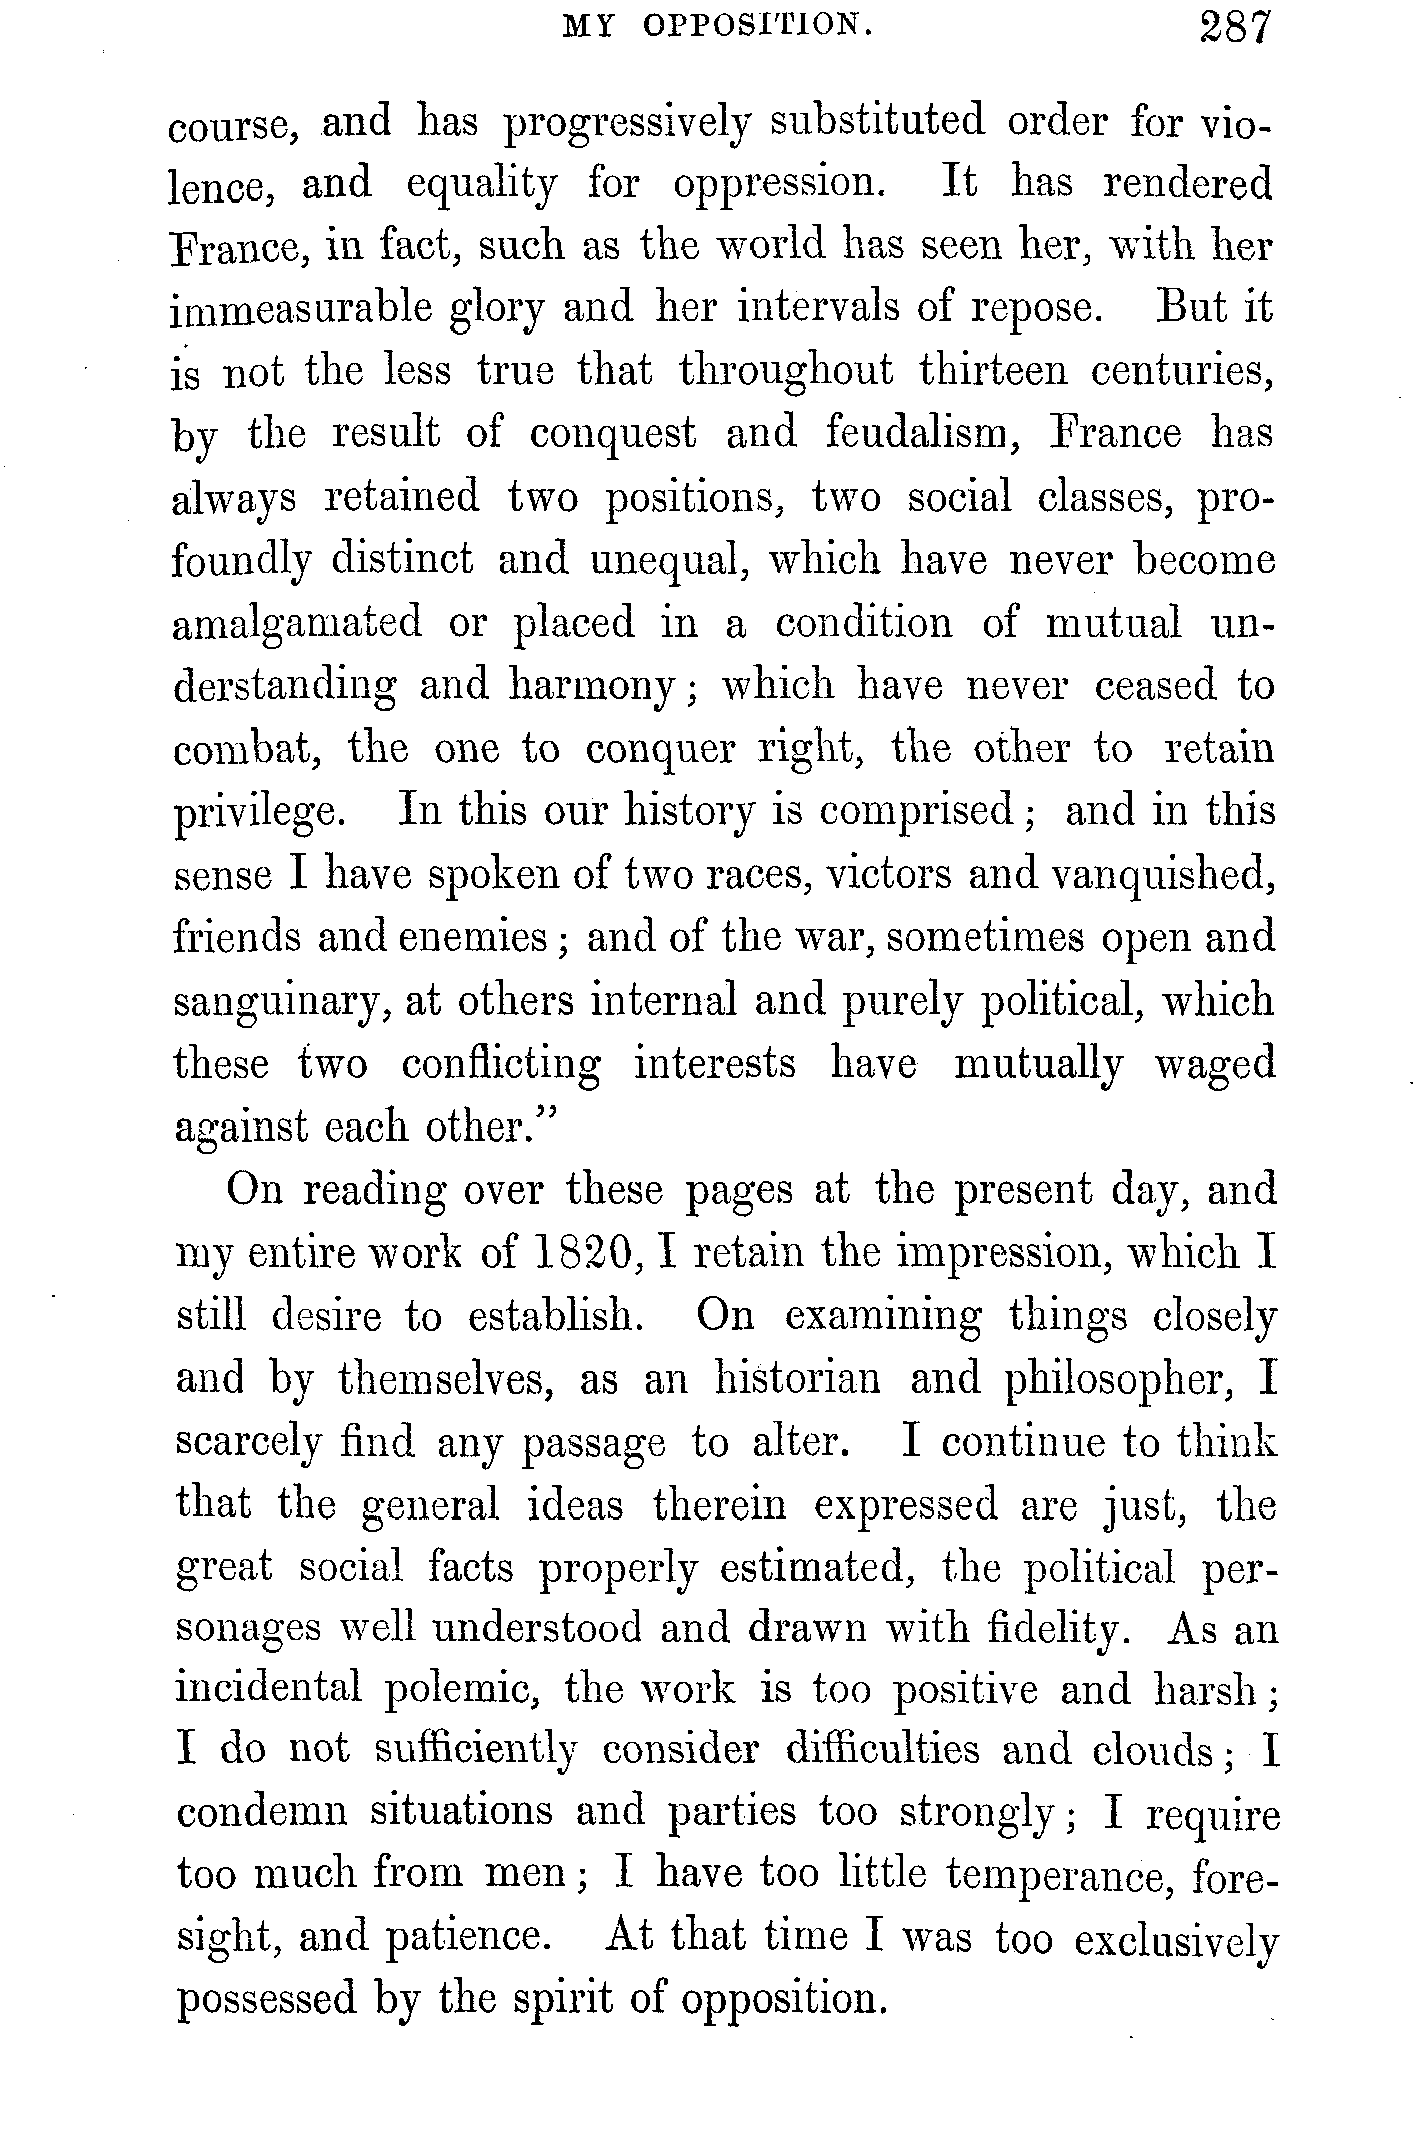 MY OPPOSITION. 287
course, and has progressively substituted order for vio-
lence, and equality for oppression. It has rendered
France, in fact, such as the world has seen her, with her
immeasurable glory and her intervals of repose. But it
is not the less true that throughout thirteen centuries,
by the result of conquest and feudalism, France has
always retained two positions, two social classes, pro-
foundly distinct and unequal, which have never become
amalgamated or placed in a condition of mutual un-
derstanding and harmony; which have never ceased to
combat, the one to conquer right, the other to retain
privilege. In this our history is comprised; and in this
sense I have spoken of two races, victors and vanquished,
friends and enemies; and of the war, sometimes open and
sanguinary, at others internal and purely political, which
these two conflicting interests have mutually waged
against each other.”
On reading over these pages at the present day, and
my entire work of 1820, I retain the impression, which I
still desire to establish. On examining things closely
and by themselves, as an historian and philosopher, I
scarcely find any passage to alter. I continue to think
that the general ideas therein expressed are just, the
great social facts properly estimated, the political per-
sonages well understood and drawn with fidelity. As an
incidental polemic, the work is too positive and harsh;
I do not sufficiently consider difficulties and clouds; I
condemn situations and parties too strongly; I require
too much from men; I have too little temperance, fore-
sight, and patience. At that time I was too exclusively
possessed by the spirit of opposition.